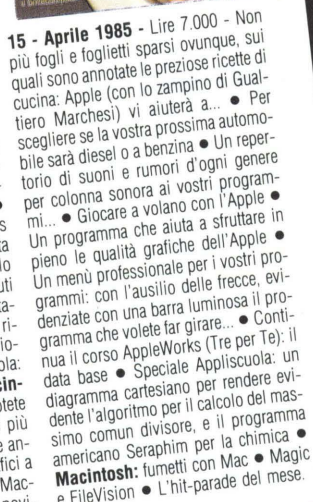 15 - Aprile 1985 - Lire 7.000 - Non
più fogli e foglietti sparsi ovunque, sui
quali sono annotate le preziose ricette di
cucina: Apple (con lo zampino di Gual-
tiero Marchesi) vi aiuterà a... ● Per
scegliere se la vostra prossima automo-
bile sarà diesel o a benzina ● Un reper-
torio di suoni e rumori d'ogni genere
per colonna sonora ai vostri program-
mi... ● Giocare a volano con l'Apple ●
Un programma che aiuta a sfruttare in
pieno le qualità grafiche dell'Apple ●
Un menù professionale per i vostri pro-
grammi: con l'ausilio delle frecce, evi-
denziate con una barra luminosa il pro-
gramma che volete far girare... ● Conti-
nua il corso AppleWorks (Tre per Te): il
data base ● Speciale Appliscuola: un
diagramma cartesiano per rendere evi-
dente l'algoritmo per il calcolo del mas-
simo comun divisore, e il programma
americano Seraphim per la chimica ●
Macintosh: fumetti con Mac ● Magic
e FileVision ● L'hit-parade del mese.